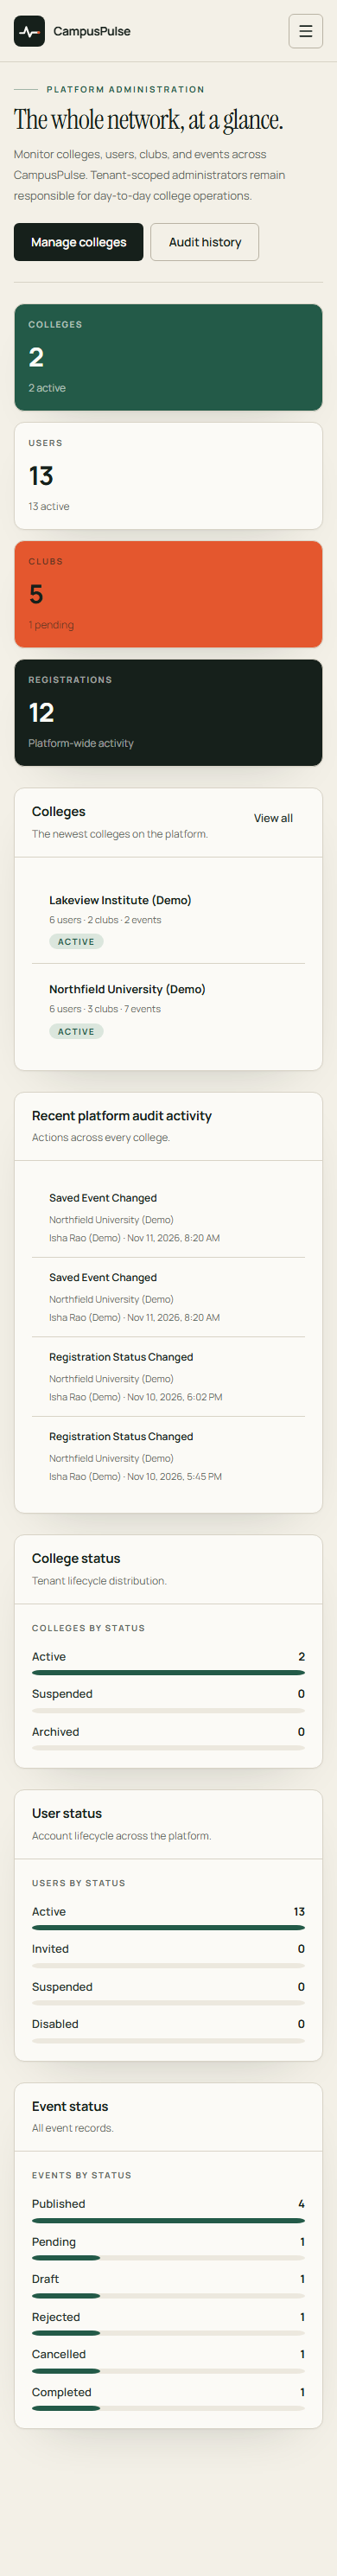 CampusPulse
PLATFORM ADMINISTRATION
The whole network, at a glance.
Monitor colleges, users, clubs, and events across
CampusPulse. Tenant-scoped administrators remain
responsible for day-to-day college operations.
Manage colleges
Audit history
COLLEGES
2
2 active
USERS
13
13 active
CLUBS
5
1 pending
REGISTRATIONS
12
Platform-wide activity
Colleges
The newest colleges on the platform.
View all
Lakeview Institute (Demo)
6 users · 2 clubs · 2 events
ACTIVE
Northfield University (Demo)
6 users · 3 clubs · 7 events
ACTIVE
Recent platform audit activity
Actions across every college.
Saved Event Changed
Northfield University (Demo)
Isha Rao (Demo) · Nov 11, 2026, 8:20 AM
Saved Event Changed
Northfield University (Demo)
Isha Rao (Demo) · Nov 11, 2026, 8:20 AM
Registration Status Changed
Northfield University (Demo)
Isha Rao (Demo) · Nov 10, 2026, 6:02 PM
Registration Status Changed
Northfield University (Demo)
Isha Rao (Demo) · Nov 10, 2026, 5:45 PM
College status
Tenant lifecycle distribution.
COLLEGES BY STATUS
Active 2
Suspended 0
Archived 0
User status
Account lifecycle across the platform.
USERS BY STATUS
Active 13
Invited 0
Suspended 0
Disabled 0
Event status
All event records.
EVENTS BY STATUS
Published 4
Pending 1
Draft 1
Rejected 1
Cancelled 1
Completed 1